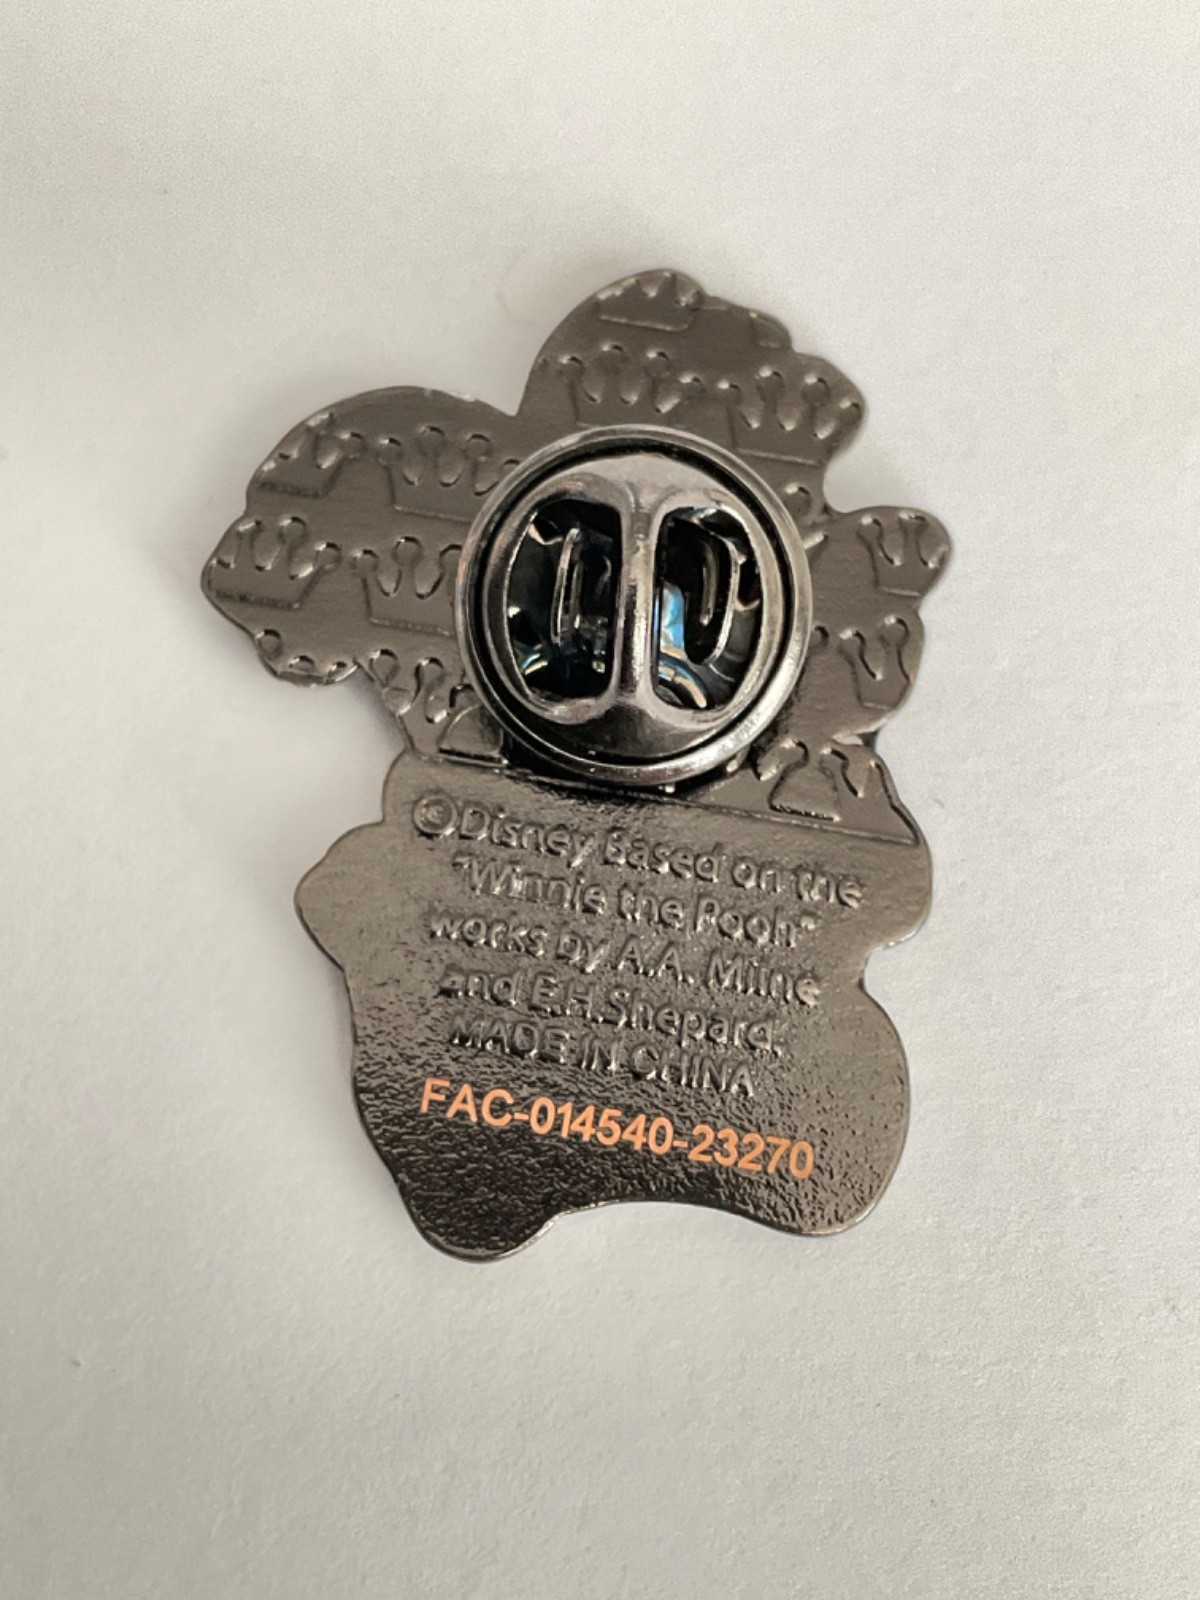 ©Disney Based on the
"Winnie the Pooh"
works by A.A. Milne
and E.H.Shepard.
MADE IN CHINA
FAC-014540-23270